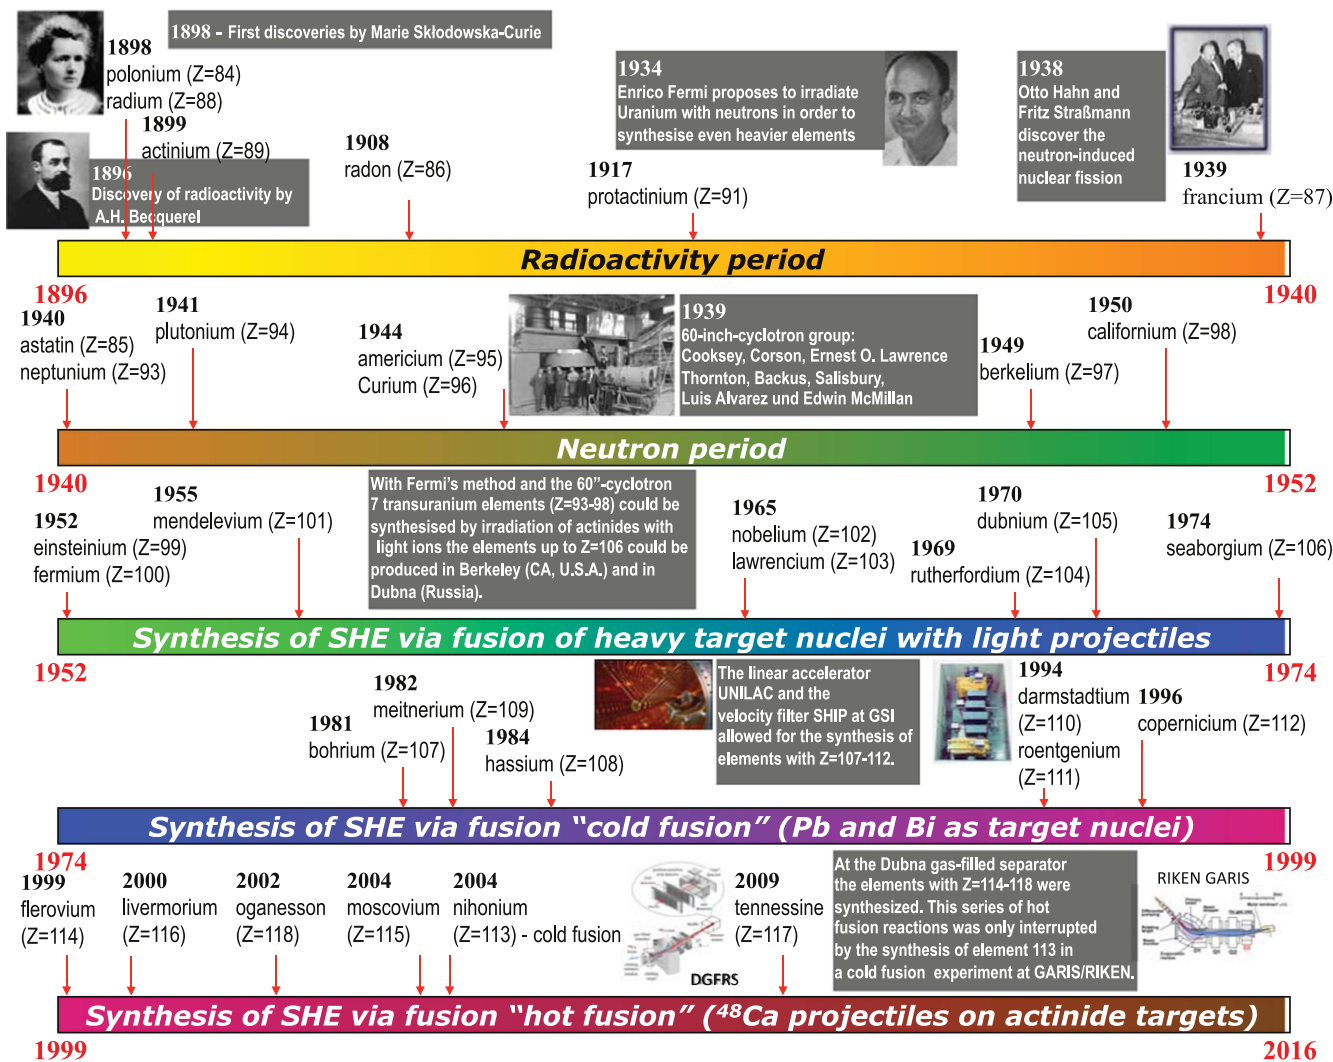 1898 - First discoveries by Marie Skłodowska-Curie
1898
polonium (Z=84)
radium (Z=88)
1899
actinium (Z=89)
1896
Discovery of radioactivity by
A.H. Becquerel
1908
radon (Z=86)
1934
Enrico Fermi proposes to irradiate
Uranium with neutrons in order to
synthesise even heavier elements
1917
protactinium (Z=91)
1938
Otto Hahn and
Fritz Straßmann
discover the
neutron-induced
nuclear fission
1939
francium (Z=87)
Radioactivity period
1896
1940
1940
astatin (Z=85)
neptunium (Z=93)
1941
plutonium (Z=94)
1944
americium (Z=95)
Curium (Z=96)
1939
60-inch-cyclotron group:
Cooksey, Corson, Ernest O. Lawrence
Thornton, Backus, Salisbury,
Luis Alvarez und Edwin McMillan
1949
berkelium (Z=97)
1950
californium (Z=98)
Neutron period
1940
1952
1952
einsteinium (Z=99)
fermium (Z=100)
1955
mendelevium (Z=101)
With Fermi's method and the 60"-cyclotron
7 transuranium elements (Z=93-98) could be
synthesised by irradiation of actinides with
light ions the elements up to Z=106 could be
produced in Berkeley (CA, U.S.A.) and in
Dubna (Russia).
1965
nobelium (Z=102)
lawrencium (Z=103)
1969
rutherfordium (Z=104)
1970
dubnium (Z=105)
1974
seaborgium (Z=106)
Synthesis of SHE via fusion of heavy target nuclei with light projectiles
1952
1974
1981
bohrium (Z=107)
1982
meitnerium (Z=109)
1984
hassium (Z=108)
The linear accelerator
UNILAC and the
velocity filter SHIP at GSI
allowed for the synthesis of
elements with Z=107-112.
1994
darmstadtium
(Z=110)
roentgenium
(Z=111)
1996
copernicium (Z=112)
Synthesis of SHE via fusion “cold fusion” (Pb and Bi as target nuclei)
1974
1999
1999
flerovium
(Z=114)
2000
livermorium
(Z=116)
2002
oganesson
(Z=118)
2004
moscovium
(Z=115)
2004
nihonium
(Z=113) - cold fusion
DGFRS
2009
tennessine
(Z=117)
At the Dubna gas-filled separator
the elements with Z=114-118 were
synthesized. This series of hot
fusion reactions was only interrupted
by the synthesis of element 113 in
a cold fusion experiment at GARIS/RIKEN.
RIKEN GARIS
Synthesis of SHE via fusion “hot fusion” (⁴⁸Ca projectiles on actinide targets)
1999
2016